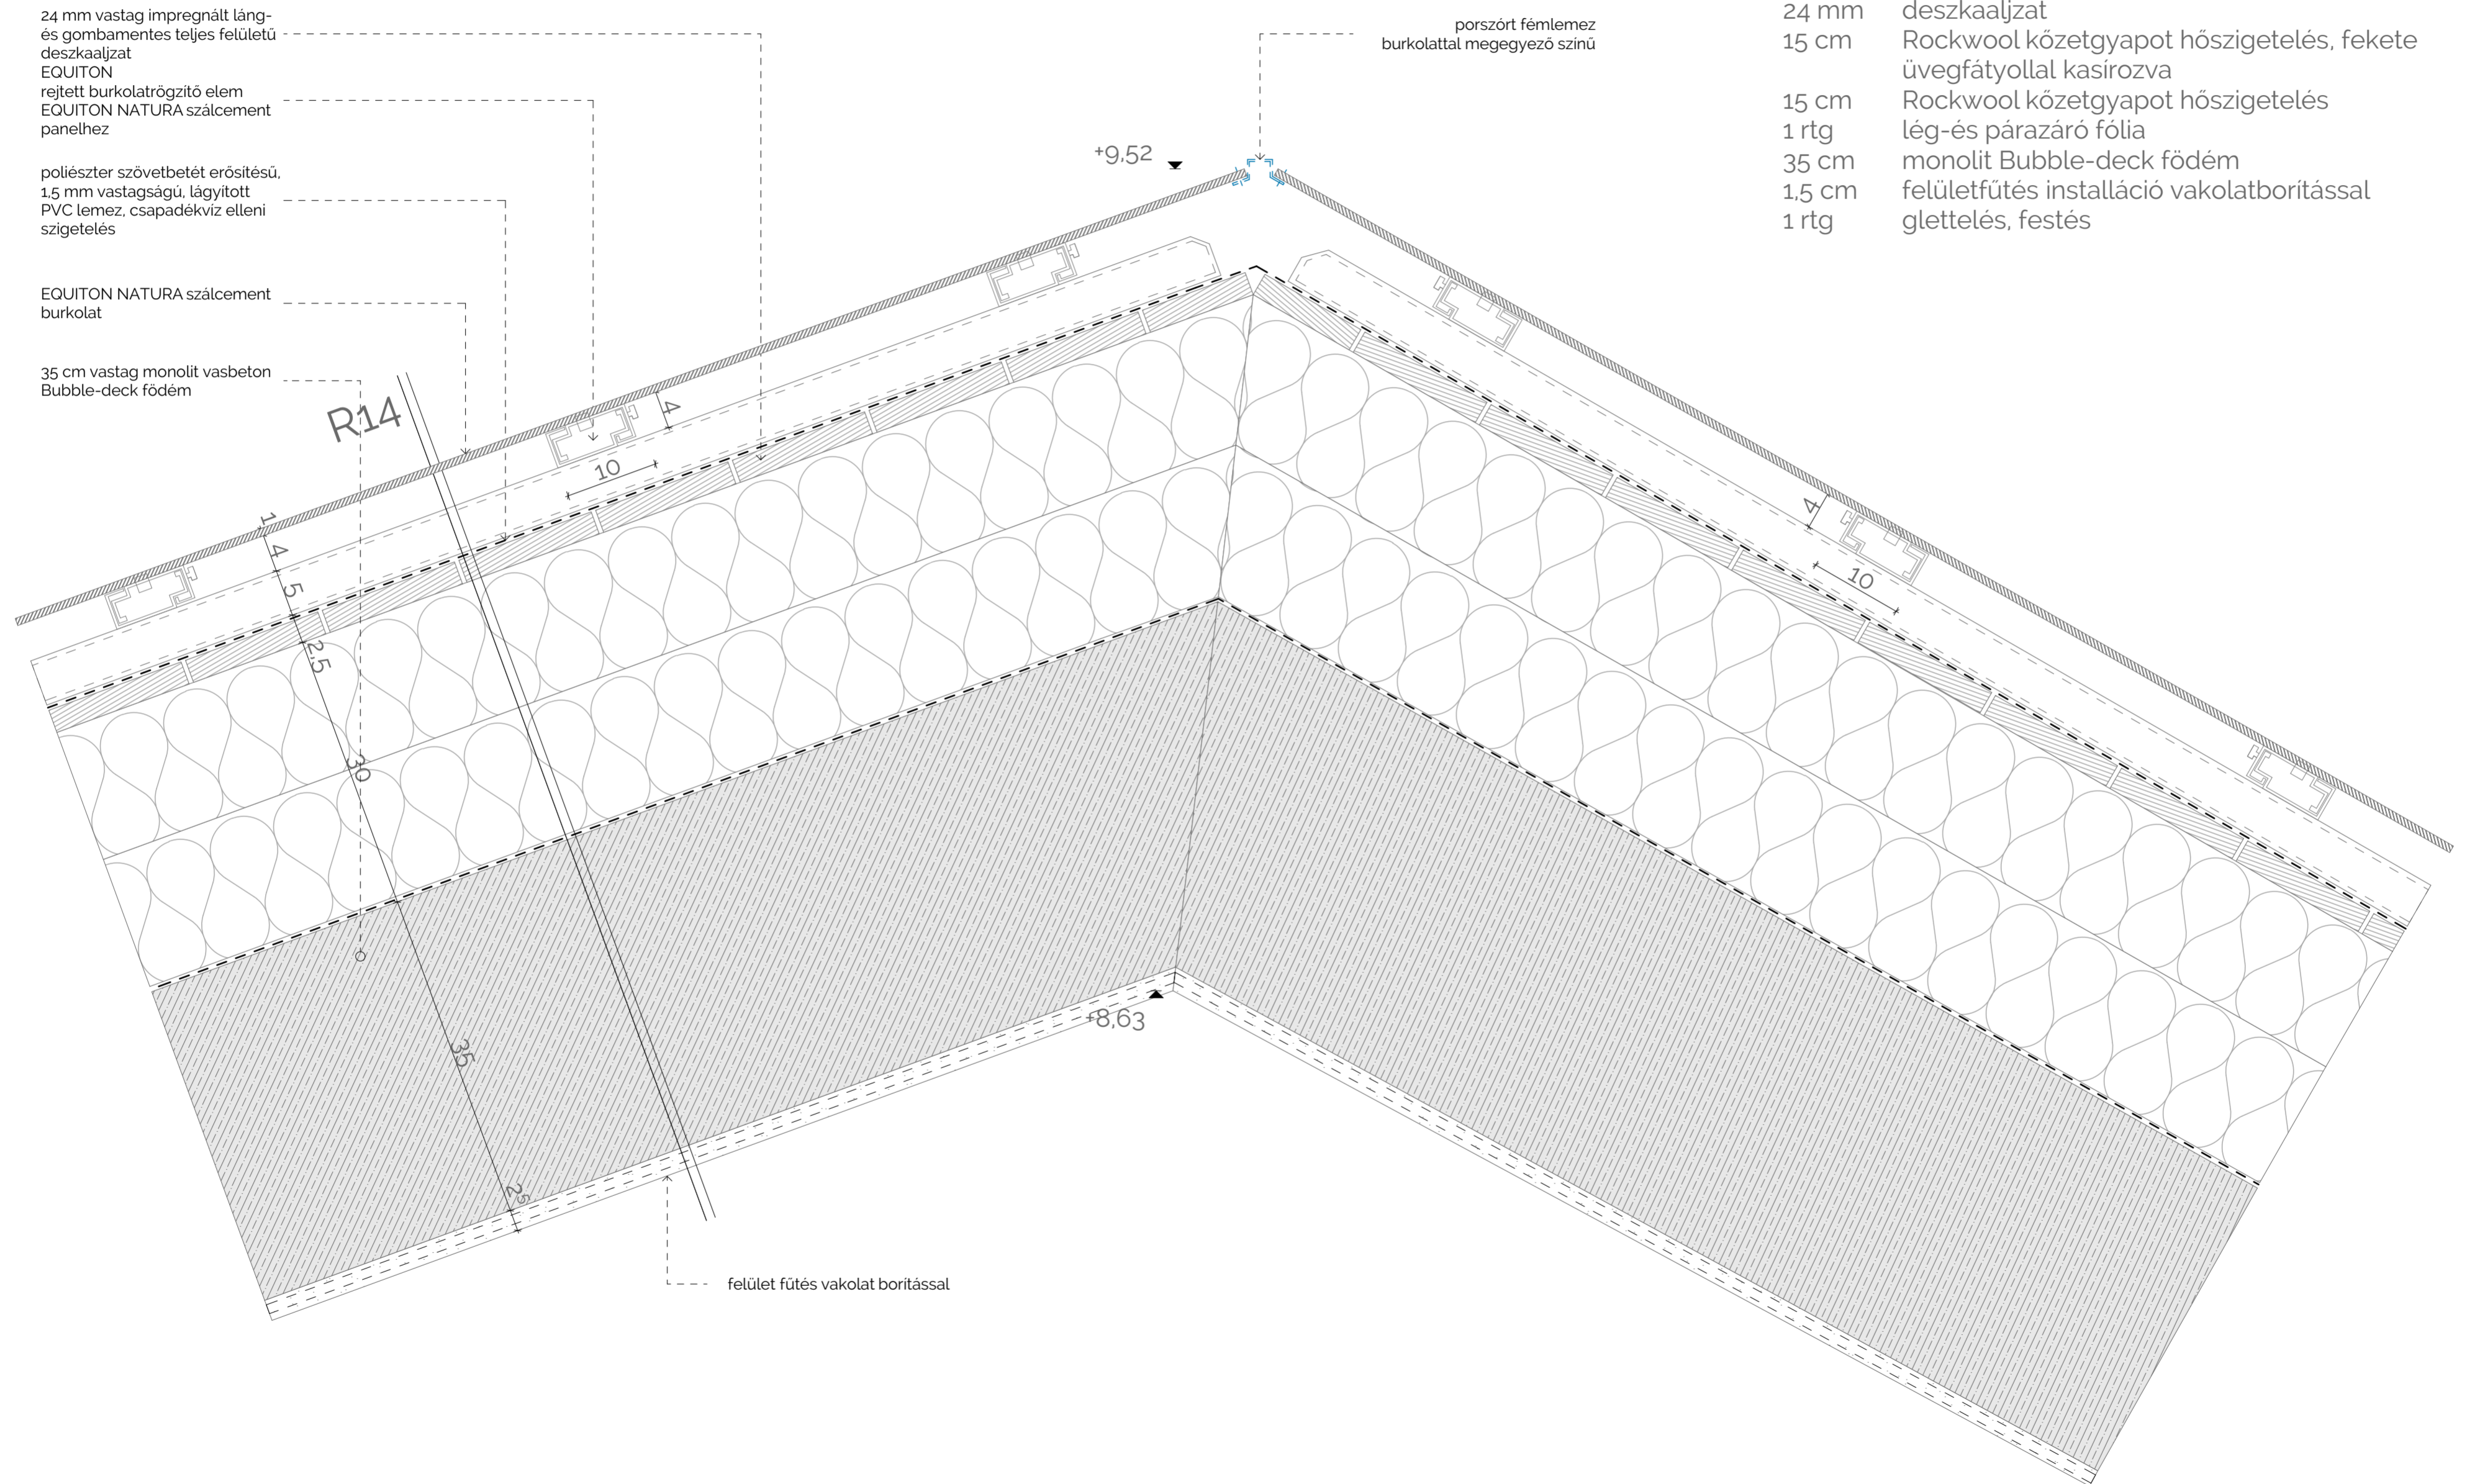 24 mm vastag impregnált láng-
és gombamentes teljes felületű
deszkaaljzat
EQUITON
rejtett burkolatrögzítő elem
EQUITON NATURA szálcement
panelhez
poliészter szövetbetét erősítésű,
1,5 mm vastagságú, lágyított
PVC lemez, csapadékvíz elleni
szigetelés
EQUITON NATURA szálcement
burkolat
35 cm vastag monolit vasbeton
Bubble-deck födém
porszórt fémlemez
burkolattal megegyező színű
24 mm deszkaaljzat
15 cm Rockwool kőzetgyapot hőszigetelés, fekete
üvegfátyollal kasírozva
15 cm Rockwool kőzetgyapot hőszigetelés
1 rtg lég-és párazáró fólia
35 cm monolit Bubble-deck födém
1,5 cm felületfűtés installáció vakolatborítással
1 rtg glettelés, festés
+9,52
R14
4
10
1
4
5
2,5
30
35
2⁵
4
10
+8,63
felület fűtés vakolat borítással